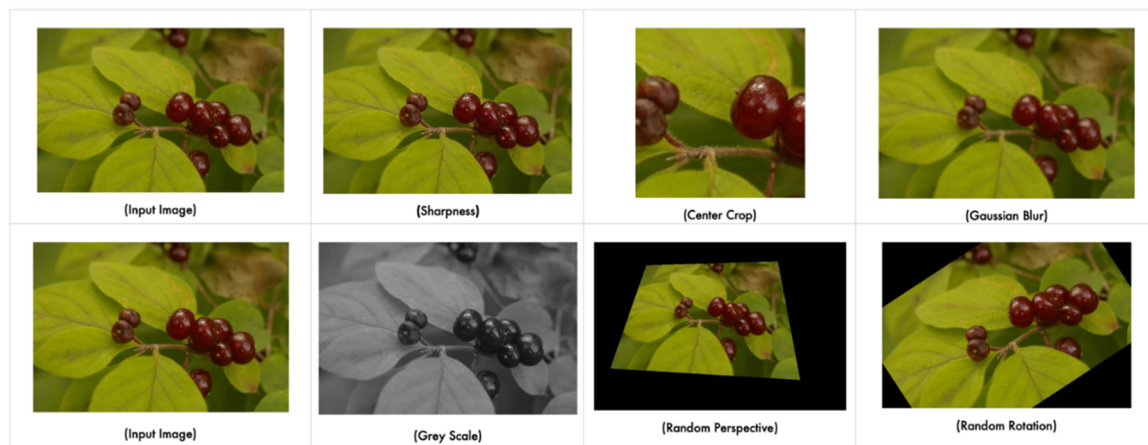 (Input Image)
(Sharpness)
(Center Crop)
(Gaussian Blur)
(Input Image)
(Grey Scale)
(Random Perspective)
(Random Rotation)